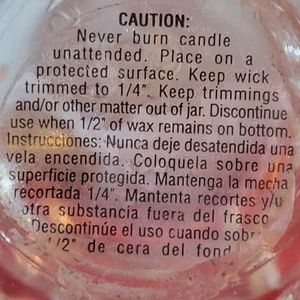 CAUTION:
Never burn candle
unattended. Place on a
protected surface. Keep wick
trimmed to 1/4". Keep trimmings
and/or other matter out of jar. Discontinue
use when 1/2" of wax remains on bottom.
Instrucciones: Nunca deje desatendida una
vela encendida. Coloquela sobre una
superficie protegida. Mantenga la mecha
recortada 1/4". Mantenta recortes y/u
otra substancia fuera del frasco
Descontinúe el uso cuando sobr
1/2" de cera del fond